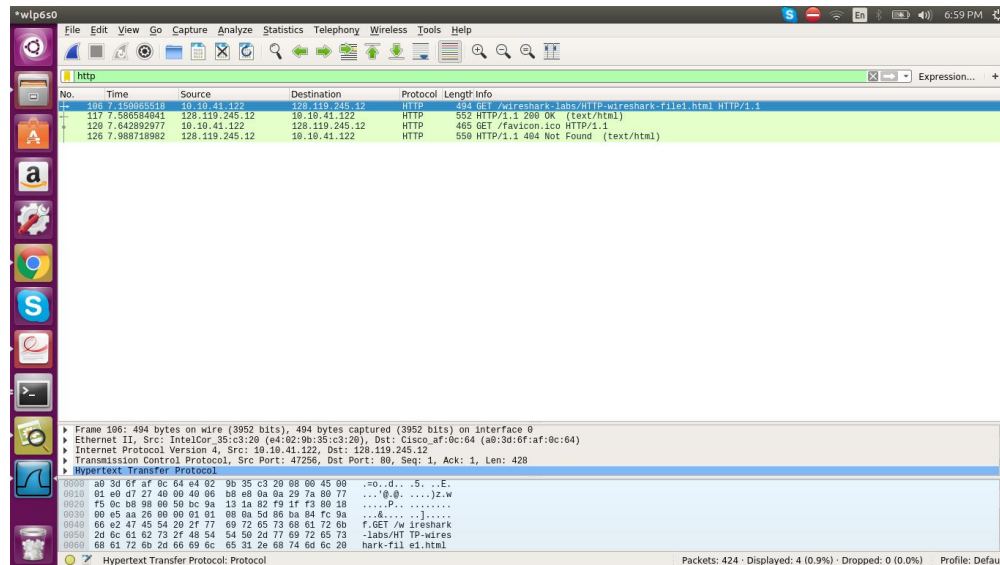 *wlp6s0
En
6:59 PM
File Edit View Go Capture Analyze Statistics Telephony Wireless Tools Help
http
Expression... +
No. Time Source Destination Protocol Length Info
106 7.150065518 10.10.41.122 128.119.245.12 HTTP 494 GET /wireshark-labs/HTTP-wireshark-file1.html HTTP/1.1
117 7.586584041 128.119.245.12 10.10.41.122 HTTP 552 HTTP/1.1 200 OK (text/html)
120 7.642892977 10.10.41.122 128.119.245.12 HTTP 465 GET /favicon.ico HTTP/1.1
126 7.988718982 128.119.245.12 10.10.41.122 HTTP 550 HTTP/1.1 404 Not Found (text/html)
Frame 106: 494 bytes on wire (3952 bits), 494 bytes captured (3952 bits) on interface 0
Ethernet II, Src: IntelCor_35:c3:20 (e4:02:9b:35:c3:20), Dst: Cisco_af:0c:64 (a0:3d:6f:af:0c:64)
Internet Protocol Version 4, Src: 10.10.41.122, Dst: 128.119.245.12
Transmission Control Protocol, Src Port: 47256, Dst Port: 80, Seq: 1, Ack: 1, Len: 428
Hypertext Transfer Protocol
0000 a0 3d 6f af 0c 64 e4 02 9b 35 c3 20 08 00 45 00 .=o..d.. .5. ..E.
0010 01 e0 d7 27 40 00 40 06 b8 e8 0a 0a 29 7a 80 77 ...'@.@. ....)z.w
0020 f5 0c b8 98 00 50 bc 9a 13 1a 82 f9 1f f3 80 18 .....P.. ........
0030 00 e5 aa 26 00 00 01 01 08 0a 5d 86 ba 84 fc 9a ...&.... ..].....
0040 66 e2 47 45 54 20 2f 77 69 72 65 73 68 61 72 6b f.GET /w ireshark
0050 2d 6c 61 62 73 2f 48 54 54 50 2d 77 69 72 65 73 -labs/HT TP-wires
0060 68 61 72 6b 2d 66 69 6c 65 31 2e 68 74 6d 6c 20 hark-fil e1.html
Hypertext Transfer Protocol: Protocol
Packets: 424 · Displayed: 4 (0.9%) · Dropped: 0 (0.0%)
Profile: Defau